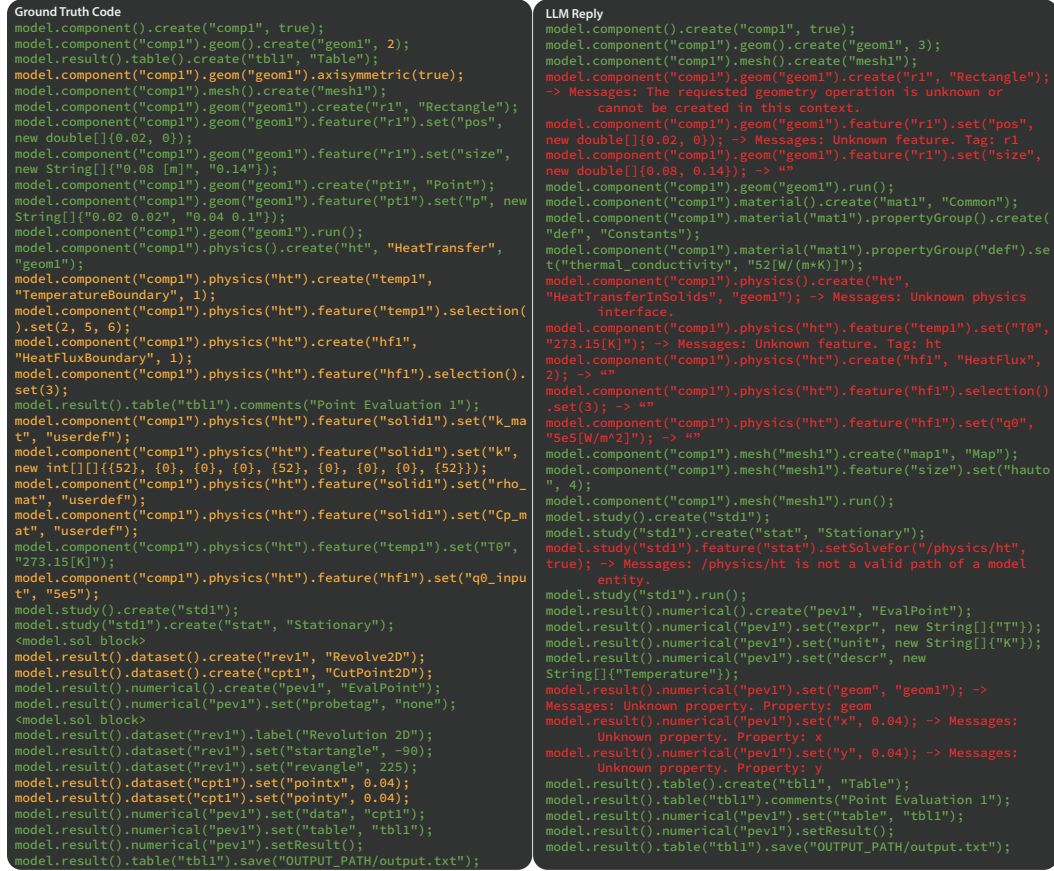 Ground Truth Code
model.component().create("comp1", true);
model.component("comp1").geom().create("geom1", 2);
model.result().table().create("tbl1", "Table");
model.component("comp1").geom("geom1").axisymmetric(true);
model.component("comp1").mesh().create("mesh1");
model.component("comp1").geom("geom1").create("r1", "Rectangle");
model.component("comp1").geom("geom1").feature("r1").set("pos",
new double[]{0.02, 0});
model.component("comp1").geom("geom1").feature("r1").set("size",
new String[]{"0.08 [m]", "0.14"});
model.component("comp1").geom("geom1").create("pt1", "Point");
model.component("comp1").geom("geom1").feature("pt1").set("p", new
String[]{"0.02 0.02", "0.04 0.1"});
model.component("comp1").geom("geom1").run();
model.component("comp1").physics().create("ht", "HeatTransfer",
"geom1");
model.component("comp1").physics("ht").create("temp1",
"TemperatureBoundary", 1);
model.component("comp1").physics("ht").feature("temp1").selection(
).set(2, 5, 6);
model.component("comp1").physics("ht").create("hf1",
"HeatFluxBoundary", 1);
model.component("comp1").physics("ht").feature("hf1").selection().
set(3);
model.result().table("tbl1").comments("Point Evaluation 1");
model.component("comp1").physics("ht").feature("solid1").set("k_ma
t", "userdef");
model.component("comp1").physics("ht").feature("solid1").set("k",
new int[][]{{52}, {0}, {0}, {0}, {52}, {0}, {0}, {0}, {52}});
model.component("comp1").physics("ht").feature("solid1").set("rho_
mat", "userdef");
model.component("comp1").physics("ht").feature("solid1").set("Cp_m
at", "userdef");
model.component("comp1").physics("ht").feature("temp1").set("T0",
"273.15[K]");
model.component("comp1").physics("ht").feature("hf1").set("q0_inpu
t", "5e5");
model.study().create("std1");
model.study("std1").create("stat", "Stationary");
<model.sol block>
model.result().dataset().create("rev1", "Revolve2D");
model.result().dataset().create("cpt1", "CutPoint2D");
model.result().numerical().create("pev1", "EvalPoint");
model.result().numerical("pev1").set("probetag", "none");
<model.sol block>
model.result().dataset("rev1").label("Revolution 2D");
model.result().dataset("rev1").set("startangle", -90);
model.result().dataset("rev1").set("revangle", 225);
model.result().dataset("cpt1").set("pointx", 0.04);
model.result().dataset("cpt1").set("pointy", 0.04);
model.result().numerical("pev1").set("data", "cpt1");
model.result().numerical("pev1").set("table", "tbl1");
model.result().numerical("pev1").setResult();
model.result().table("tbl1").save("OUTPUT_PATH/output.txt");
LLM Reply
model.component().create("comp1", true);
model.component("comp1").geom().create("geom1", 3);
model.component("comp1").mesh().create("mesh1");
model.component("comp1").geom("geom1").create("r1", "Rectangle");
-> Messages: The requested geometry operation is unknown or
cannot be created in this context.
model.component("comp1").geom("geom1").feature("r1").set("pos",
new double[]{0.02, 0}); -> Messages: Unknown feature. Tag: r1
model.component("comp1").geom("geom1").feature("r1").set("size",
new double[]{0.08, 0.14}); -> “”
model.component("comp1").geom("geom1").run();
model.component("comp1").material().create("mat1", "Common");
model.component("comp1").material("mat1").propertyGroup().create(
"def", "Constants");
model.component("comp1").material("mat1").propertyGroup("def").se
t("thermal_conductivity", "52[W/(m*K)]");
model.component("comp1").physics().create("ht",
"HeatTransferInSolids", "geom1"); -> Messages: Unknown physics
interface.
model.component("comp1").physics("ht").feature("temp1").set("T0",
"273.15[K]"); -> Messages: Unknown feature. Tag: ht
model.component("comp1").physics("ht").create("hf1", "HeatFlux",
2); -> “”
model.component("comp1").physics("ht").feature("hf1").selection()
.set(3); -> “”
model.component("comp1").physics("ht").feature("hf1").set("q0",
"5e5[W/m^2]"); -> “”
model.component("comp1").mesh("mesh1").create("map1", "Map");
model.component("comp1").mesh("mesh1").feature("size").set("hauto
", 4);
model.component("comp1").mesh("mesh1").run();
model.study().create("std1");
model.study("std1").create("stat", "Stationary");
model.study("std1").feature("stat").setSolveFor("/physics/ht",
true); -> Messages: /physics/ht is not a valid path of a model
entity.
model.study("std1").run();
model.result().numerical().create("pev1", "EvalPoint");
model.result().numerical("pev1").set("expr", new String[]{"T"});
model.result().numerical("pev1").set("unit", new String[]{"K"});
model.result().numerical("pev1").set("descr", new
String[]{"Temperature"});
model.result().numerical("pev1").set("geom", "geom1"); ->
Messages: Unknown property. Property: geom
model.result().numerical("pev1").set("x", 0.04); -> Messages:
Unknown property. Property: x
model.result().numerical("pev1").set("y", 0.04); -> Messages:
Unknown property. Property: y
model.result().table().create("tbl1", "Table");
model.result().table("tbl1").comments("Point Evaluation 1");
model.result().numerical("pev1").set("table", "tbl1");
model.result().numerical("pev1").setResult();
model.result().table("tbl1").save("OUTPUT_PATH/output.txt");